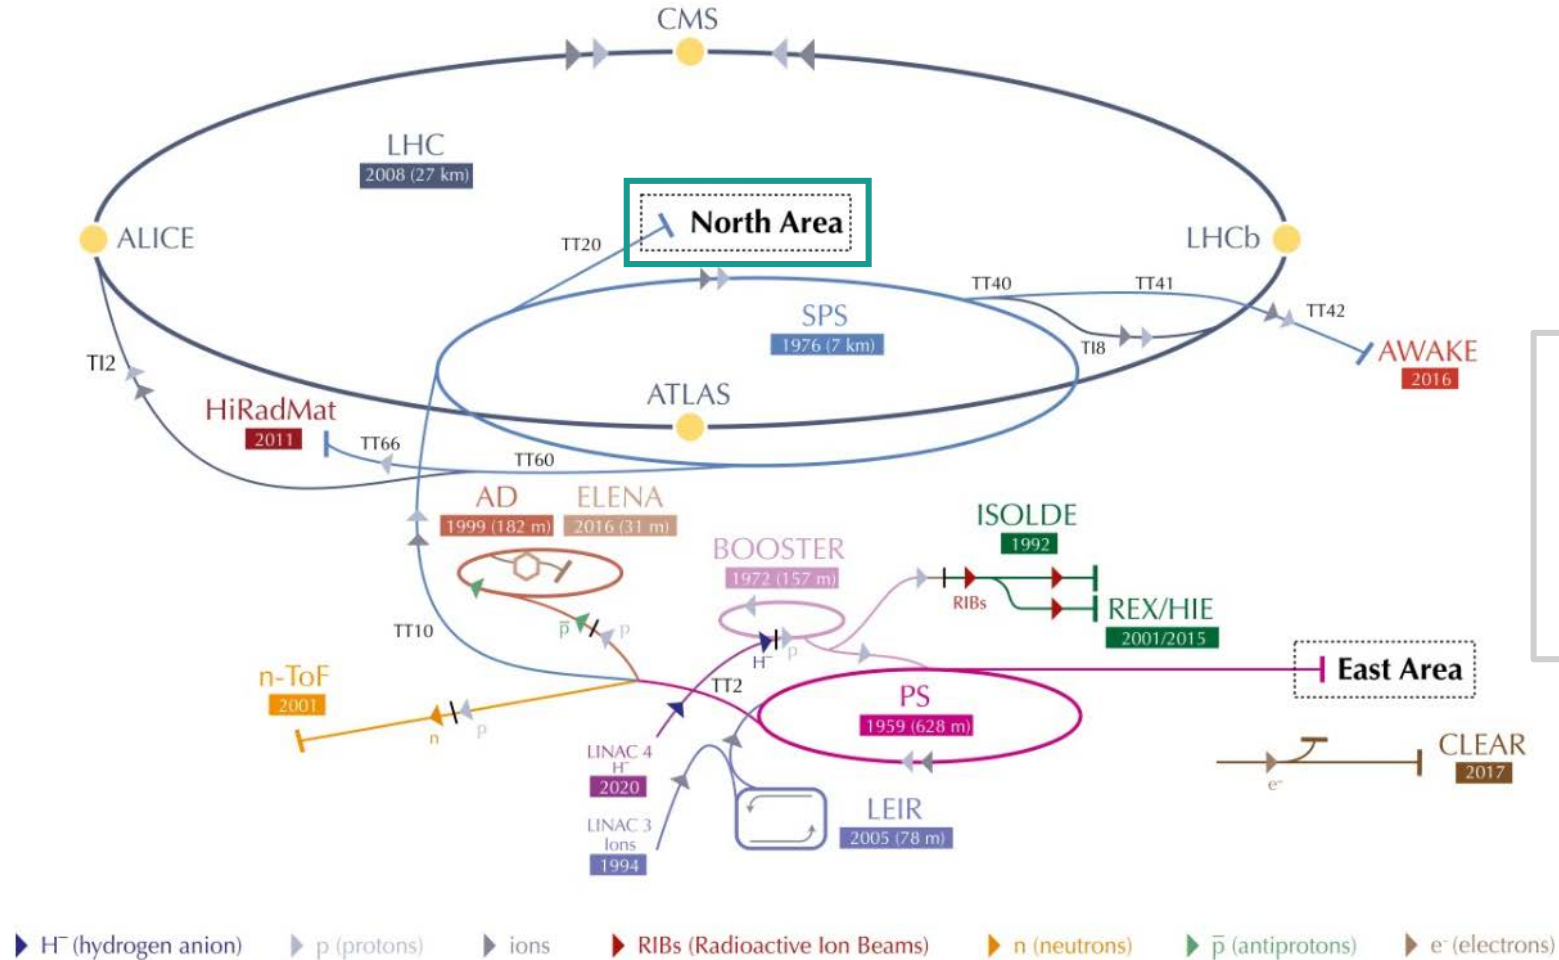 CMS
LHC
2008 (27 km)
North Area
TT20
ALICE
LHCb
TT40
TT41
TT42
SPS
1976 (7 km)
TI8
TI2
AWAKE
2016
ATLAS
HiRadMat
2011
TT66
TT60
AD
1999 (182 m)
ELENA
2016 (31 m)
ISOLDE
1992
BOOSTER
1972 (157 m)
RIBs
REX/HIE
2001/2015
TT10
p̅
p
H⁻
p
East Area
n-ToF
2001
TT2
PS
1959 (628 m)
n
p
LINAC 4
H⁻
2020
CLEAR
2017
e⁻
LEIR
2005 (78 m)
LINAC 3
Ions
1994
H⁻ (hydrogen anion)
p (protons)
ions
RIBs (Radioactive Ion Beams)
n (neutrons)
p̅ (antiprotons)
e⁻ (electrons)